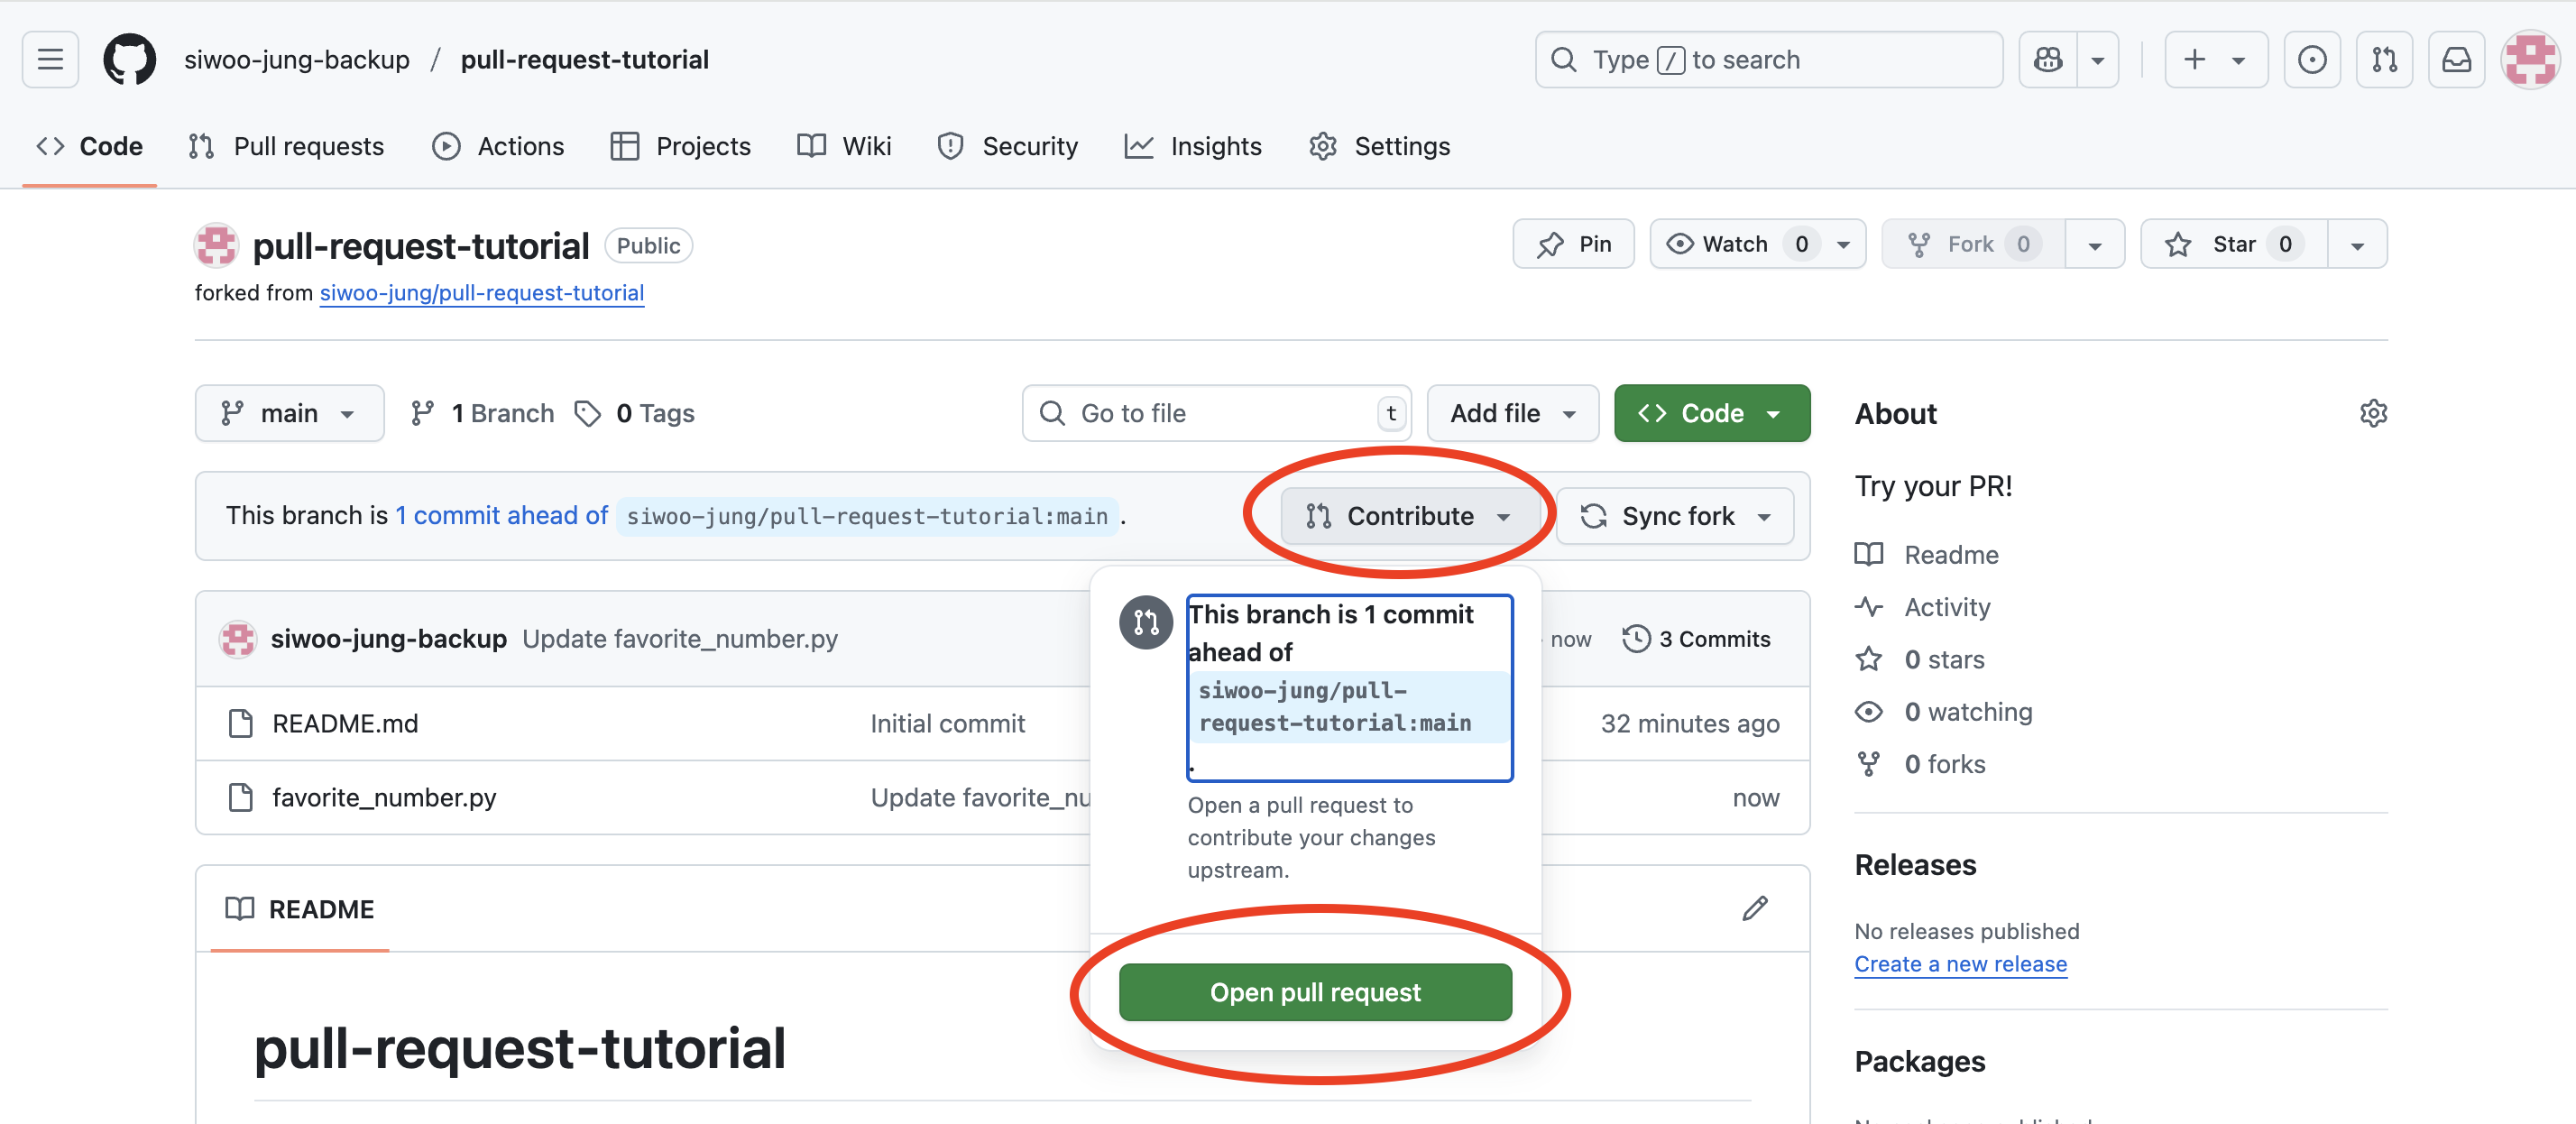 siwoo-jung-backup / pull-request-tutorial
Type / to search
Code
Pull requests
Actions
Projects
Wiki
Security
Insights
Settings
pull-request-tutorial Public
forked from siwoo-jung/pull-request-tutorial
Pin
Watch 0
Fork 0
Star 0
main
1 Branch
0 Tags
Go to file t
Add file
Code
This branch is 1 commit ahead of siwoo-jung/pull-request-tutorial:main .
Contribute
Sync fork
This branch is 1 commit
ahead of
siwoo-jung/pull-
request-tutorial:main
.
Open a pull request to
contribute your changes
upstream.
Open pull request
siwoo-jung-backup Update favorite_number.py
now
3 Commits
README.md
Initial commit
32 minutes ago
favorite_number.py
Update favorite_nu
now
README
pull-request-tutorial
About
Try your PR!
Readme
Activity
0 stars
0 watching
0 forks
Releases
No releases published
Create a new release
Packages